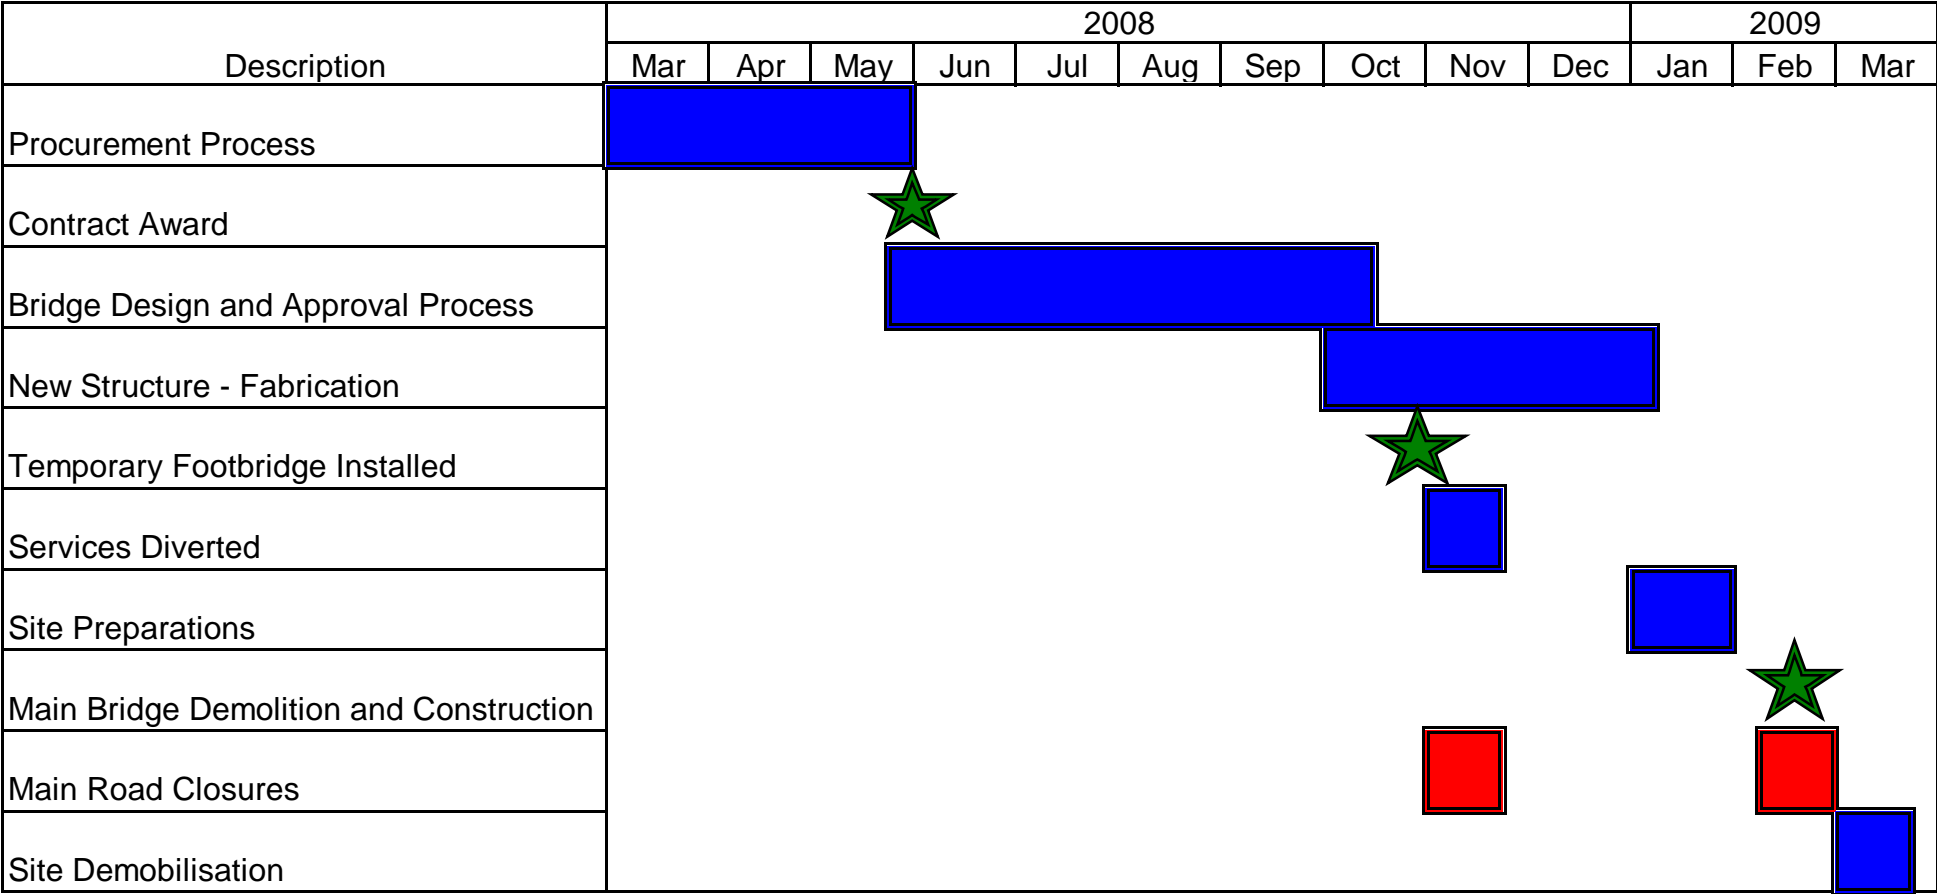 2008 2009
Description Mar Apr May Jun Jul Aug Sep Oct Nov Dec Jan Feb Mar
Procurement Process
Contract Award
Bridge Design and Approval Process
New Structure - Fabrication
Temporary Footbridge Installed
Services Diverted
Site Preparations
Main Bridge Demolition and Construction
Main Road Closures
Site Demobilisation